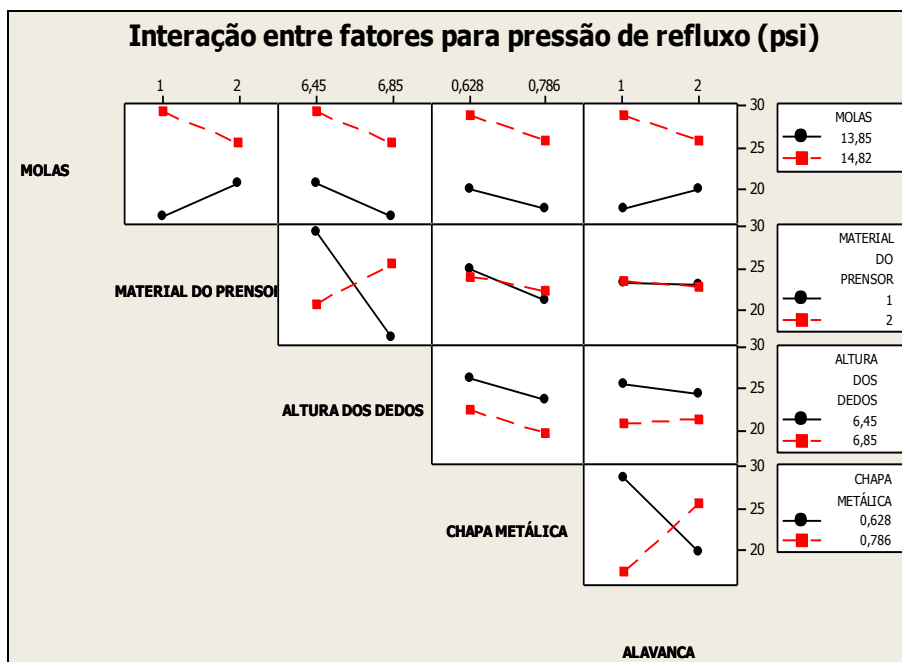 Interação entre fatores para pressão de refluxo (psi)
1 2 6,45 6,85 0,628 0,786 1 2
30
25
20
MOLAS
MOLAS
13,85
14,82
30
25
20
MATERIAL DO PRENSOR
MATERIAL
DO
PRENSOR
1
2
30
25
20
ALTURA DOS DEDOS
ALTURA
DOS
DEDOS
6,45
6,85
30
25
20
CHAPA METÁLICA
CHAPA
METÁLICA
0,628
0,786
ALAVANCA